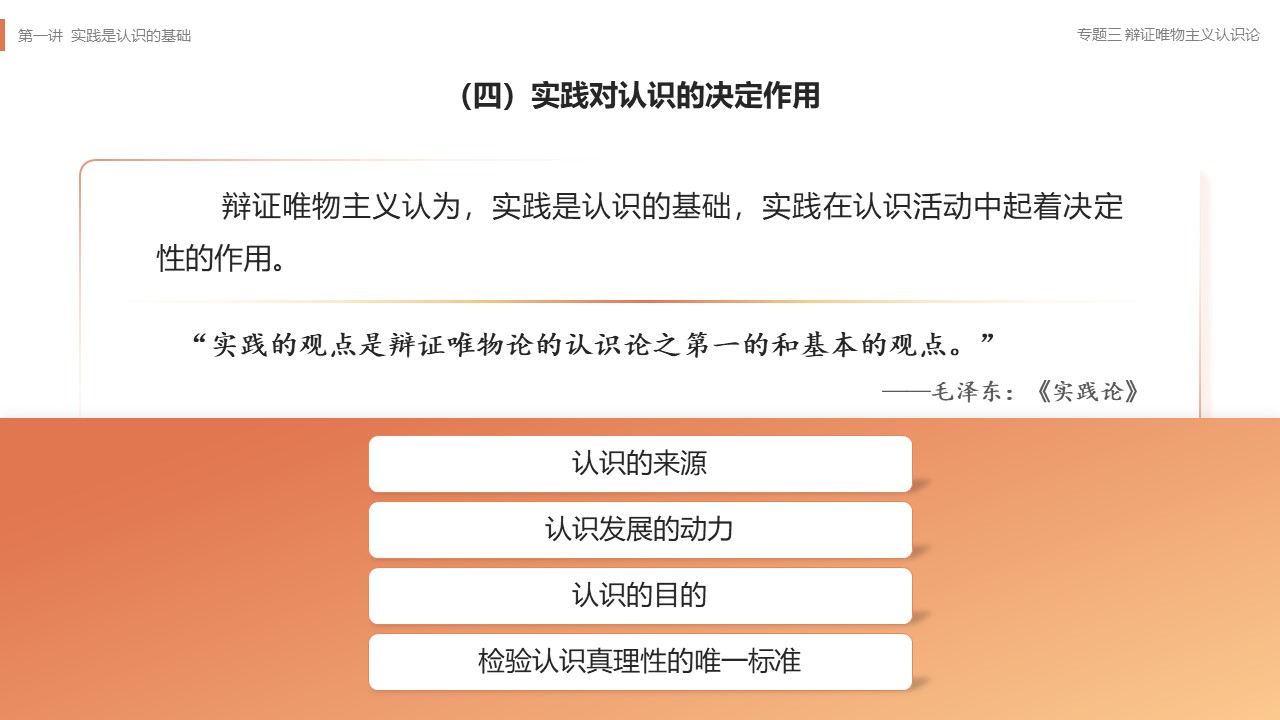 第一讲 实践是认识的基础
专题三 辩证唯物主义认识论
（四）实践对认识的决定作用
辩证唯物主义认为，实践是认识的基础，实践在认识活动中起着决定
性的作用。
“实践的观点是辩证唯物论的认识论之第一的和基本的观点。”
——毛泽东：《实践论》
认识的来源
认识发展的动力
认识的目的
检验认识真理性的唯一标准